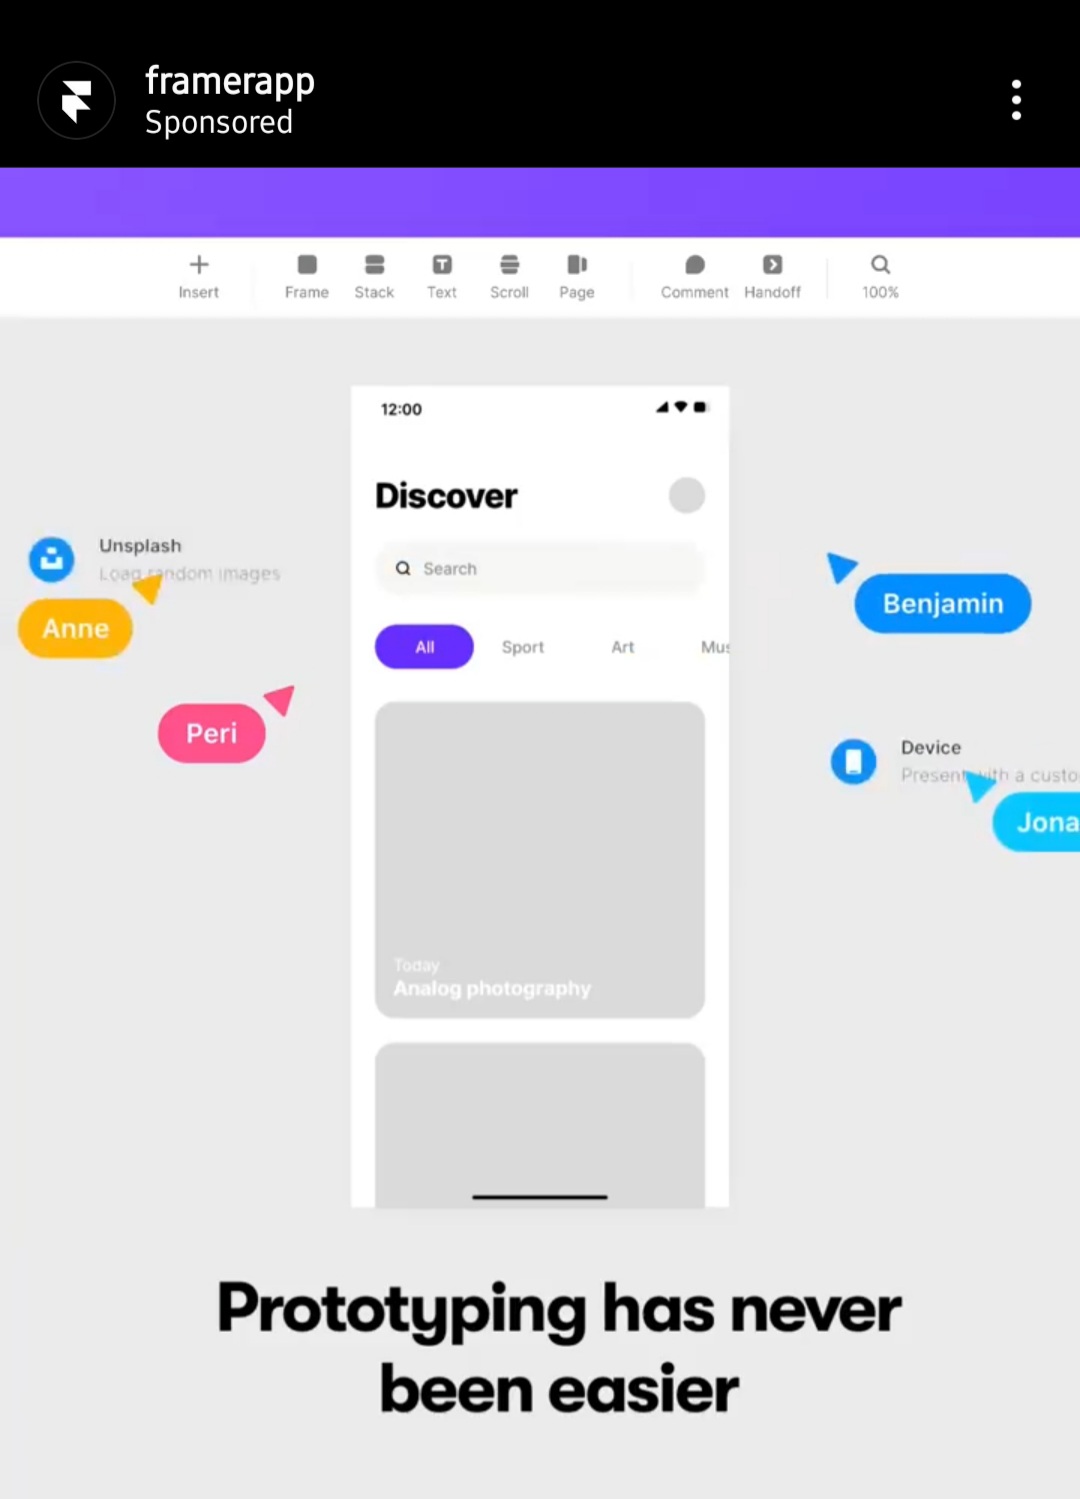 framerapp
Sponsored
Insert Frame Stack Text Scroll Page Comment Handoff 100%
12:00
Discover
Unsplash
Load random images
Search
Anne
Benjamin
All Sport Art Mus
Peri
Device
Present with a custo
Jona
Today
Analog photography
Prototyping has never
been easier